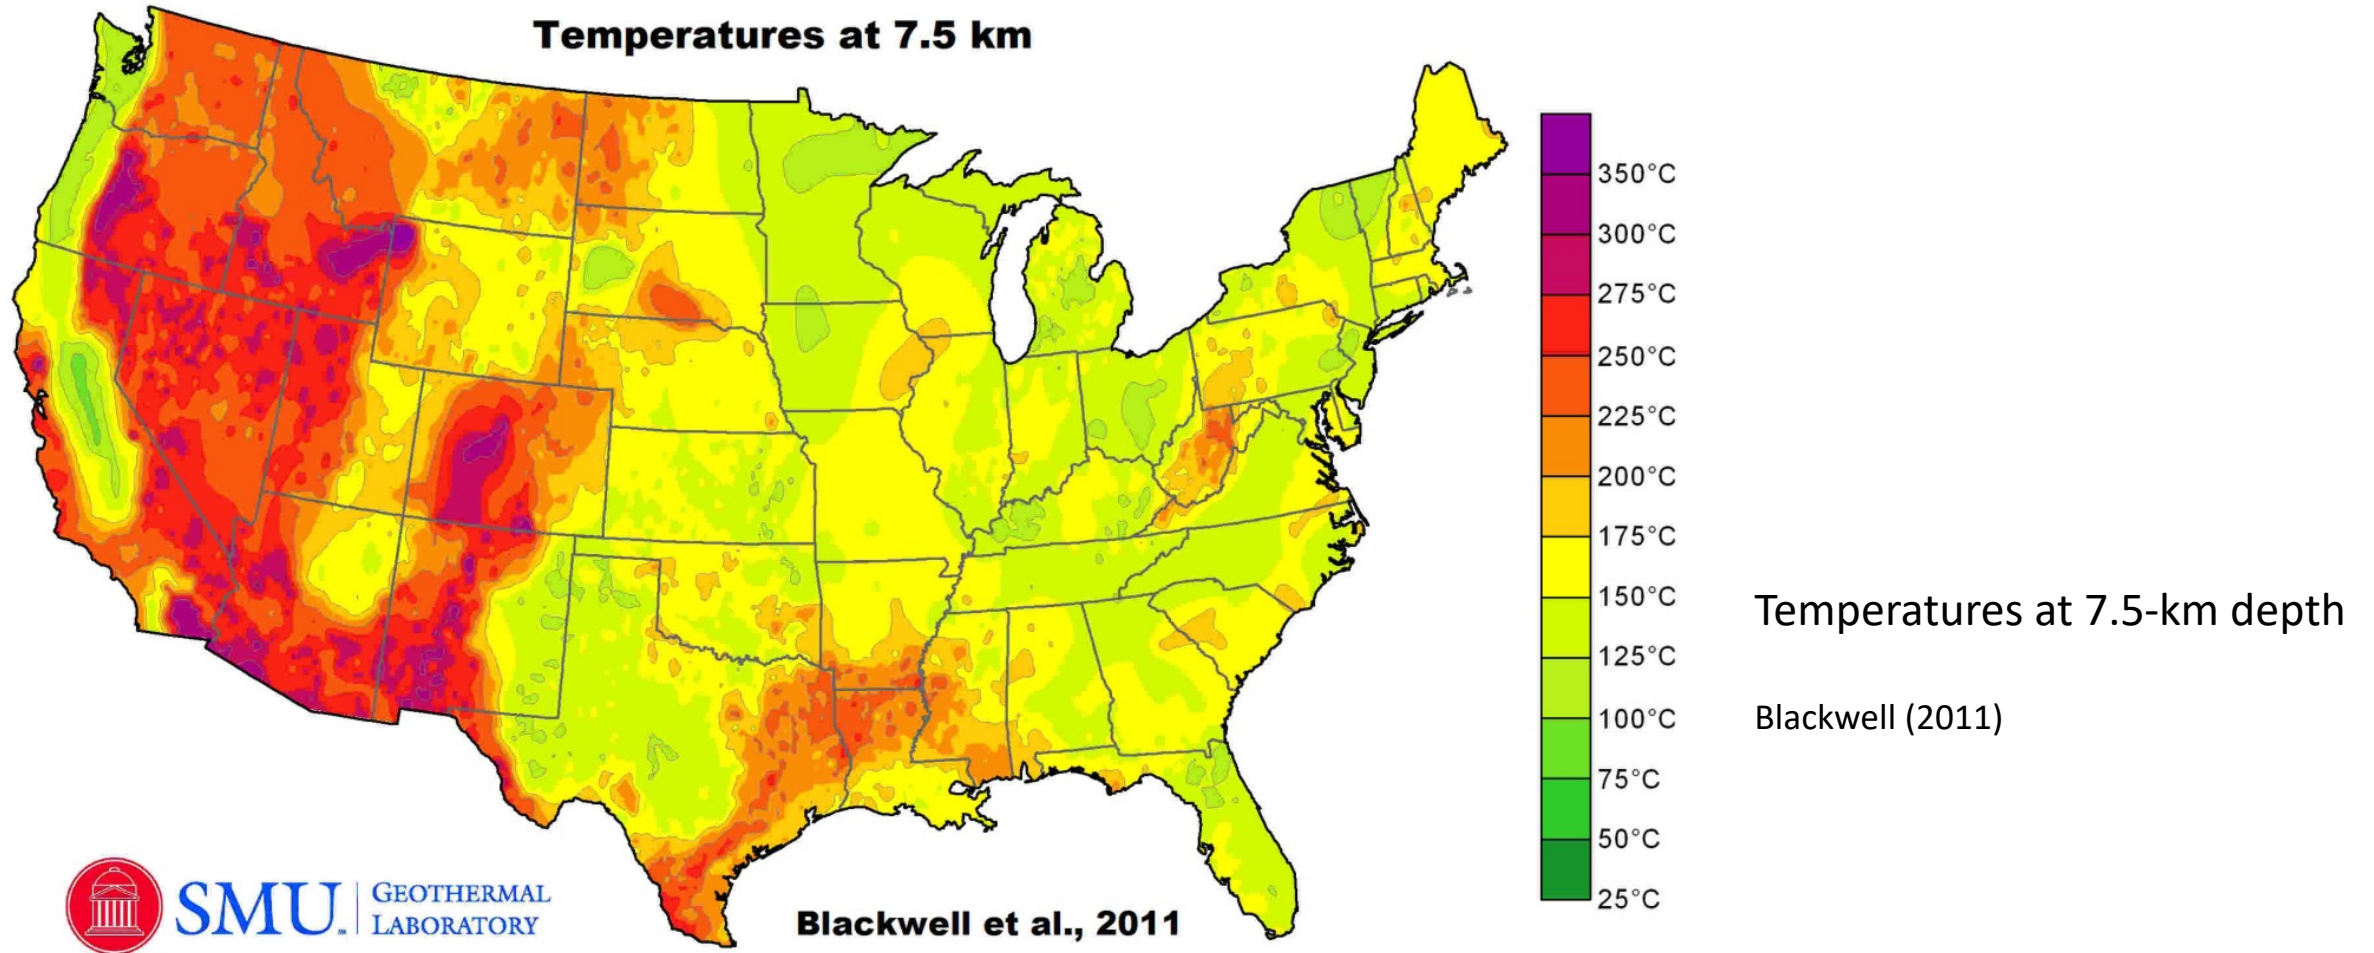 Temperatures at 7.5 km
350°C
300°C
275°C
250°C
225°C
200°C
175°C
150°C
125°C
100°C
75°C
50°C
25°C
Temperatures at 7.5-km depth
Blackwell (2011)
SMU
GEOTHERMAL
LABORATORY
Blackwell et al., 2011